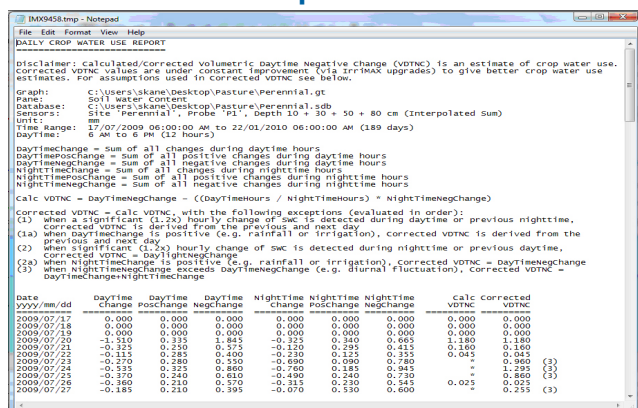 IMX9458.tmp - Notepad
File Edit Format View Help
DAILY CROP WATER USE REPORT
===========================
Disclaimer: Calculated/Corrected Volumetric Daytime Negative Change (VDTNC) is an estimate of crop water use.
Corrected VDTNC values are under constant improvement (via IrriMAX upgrades) to give better crop water use
estimates. For assumptions used in Corrected VDTNC see below.
Graph: C:\Users\skane\Desktop\Pasture\Perennial.gt
Pane: Soil Water Content
Database: C:\Users\skane\Desktop\Pasture\Perennial.sdb
Sensors: Site 'Perennial', Probe 'P1', Depth 10 + 30 + 50 + 80 cm (Interpolated Sum)
Unit: mm
Time Range: 17/07/2009 06:00:00 AM to 22/01/2010 06:00:00 AM (189 days)
DayTime: 6 AM to 6 PM (12 hours)
DayTimeChange = Sum of all changes during daytime hours
DayTimePosChange = Sum of all positive changes during daytime hours
DayTimeNegChange = Sum of all negative changes during daytime hours
NightTimeChange = Sum of all changes during nighttime hours
NightTimePosChange = Sum of all positive changes during nighttime hours
NightTimeNegChange = Sum of all negative changes during nighttime hours
Calc VDTNC = DayTimeNegChange - ((DayTimeHours / NightTimeHours) * NightTimeNegChange)
Corrected VDTNC = Calc VDTNC, with the following exceptions (evaluated in order):
(1) When a significant (1.2x) hourly change of SWC is detected during daytime or previous nighttime,
Corrected VDTNC is derived from the previous and next day
(1a) When DayTimeChange is positive (e.g. rainfall or irrigation), Corrected VDTNC is derived from the
previous and next day
(2) When significant (1.2x) hourly change of SWC is detected during nighttime or previous daytime,
Corrected VDTNC = DaylightNegChange
(2a) When NightTimeChange is positive (e.g. rainfall or irrigation), Corrected VDTNC = DayTimeNegChange
(3) When NightTimeNegChange exceeds DayTimeNegChange (e.g. diurnal fluctuation), Corrected VDTNC =
DayTimeChange+NightTimeChange
Date DayTime DayTime DayTime NightTime NightTime NightTime Calc Corrected
yyyy/mm/dd Change PosChange NegChange Change PosChange NegChange VDTNC VDTNC
========== ========= ========= ========= ========= ========= ========= ========= =========
2009/07/17 0.000 0.000 0.000 0.000 0.000 0.000 0.000 0.000
2009/07/18 0.000 0.000 0.000 0.000 0.000 0.000 0.000 0.000
2009/07/19 0.000 0.000 0.000 0.000 0.000 0.000 0.000 0.000
2009/07/20 -1.510 0.335 1.845 -0.325 0.340 0.665 1.180 1.180
2009/07/21 -0.325 0.250 0.575 -0.120 0.295 0.415 0.160 0.160
2009/07/22 -0.115 0.285 0.400 -0.230 0.125 0.355 0.045 0.045
2009/07/23 -0.270 0.280 0.550 -0.690 0.090 0.780 " 0.960 (3)
2009/07/24 -0.535 0.325 0.860 -0.760 0.185 0.945 " 1.295 (3)
2009/07/25 -0.370 0.240 0.610 -0.490 0.240 0.730 " 0.860 (3)
2009/07/26 -0.360 0.210 0.570 -0.315 0.230 0.545 0.025 0.025
2009/07/27 -0.185 0.210 0.395 -0.070 0.530 0.600 " 0.255 (3)